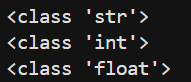 <class 'str'>
<class 'int'>
<class 'float'>